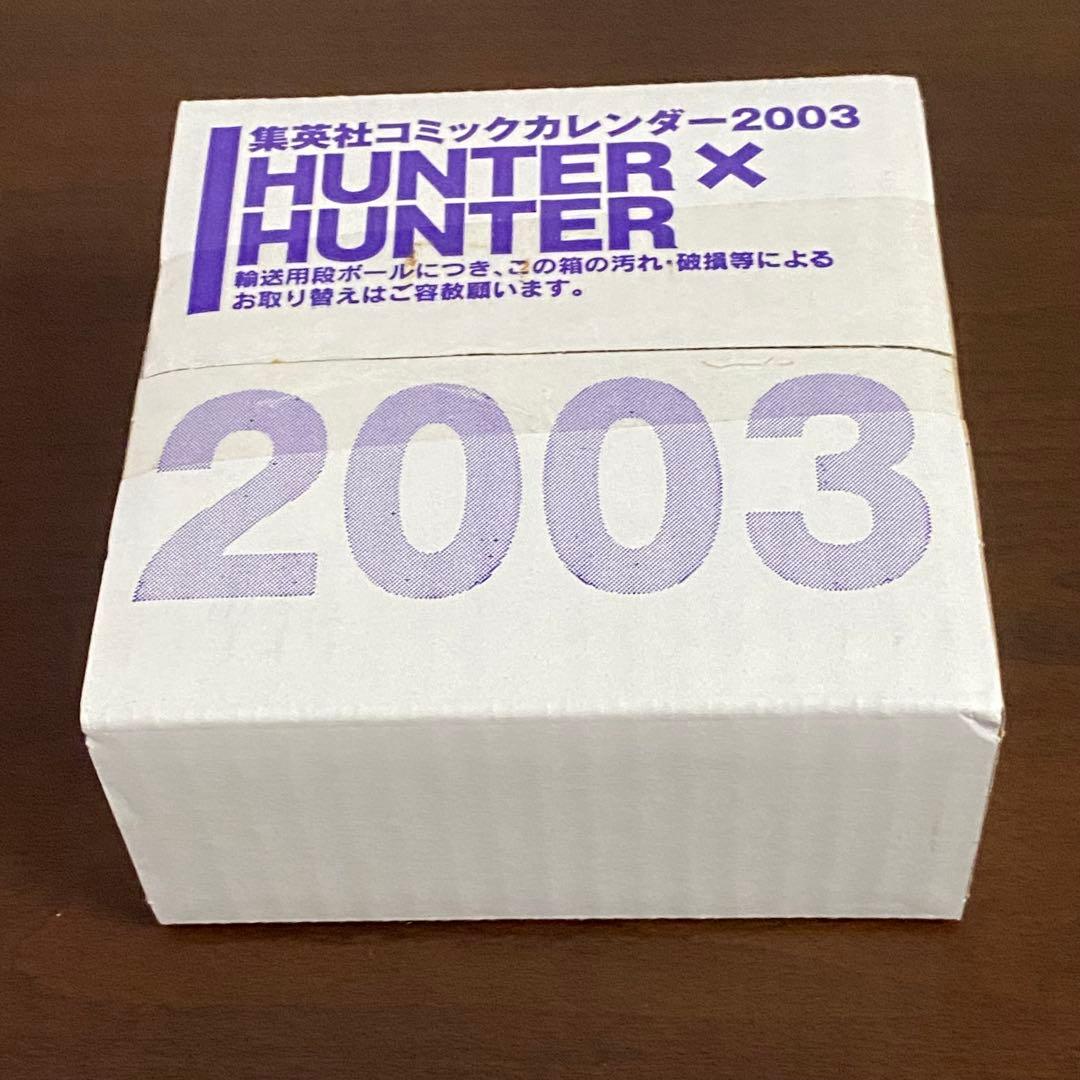 集英社コミックカレンダー2003
HUNTER×
HUNTER
輸送用段ボールにつき、この箱の汚れ・破損等による
お取り替えはご容赦願います。
2003